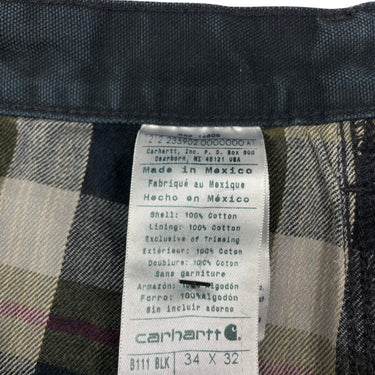 Carhartt, Inc. P. O. Box 600
Dearborn, MI 48121 USA
Made in Mexico
Fabriqué au Mexique
Hecho en México
Shell: 100% Cotton
Lining: 100% Cotton
Exclusive of Trimming
Extérieur: 100% Coton
Doublure: 100% Coton
Sans garniture
Armazón: Algodón
Forro: 100%Algodón
Sin incluir adorno
carhartt
B111 BLK 34 X 32